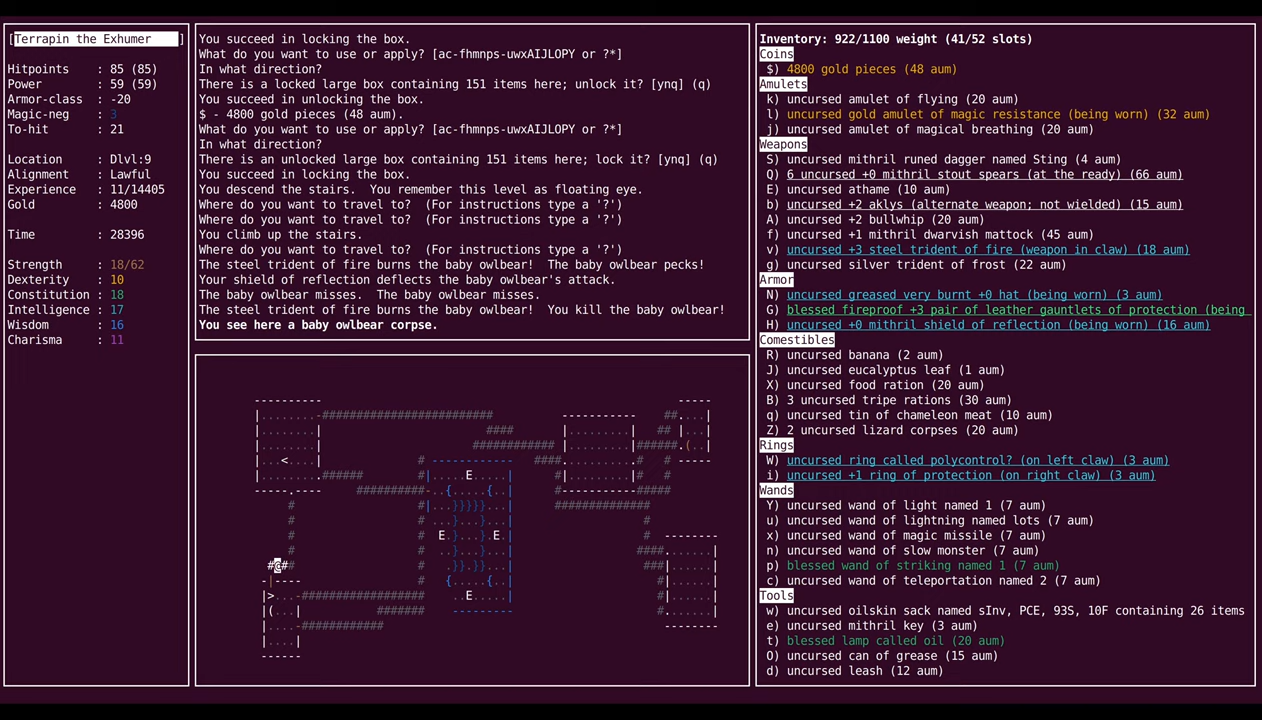 [Terrapin the Exhumer ]
Hitpoints : 85 (85)
Power : 59 (59)
Armor-class : -20
Magic-neg : 3
To-hit : 21
Location : Dlvl:9
Alignment : Lawful
Experience : 11/14405
Gold : 4800
Time : 28396
Strength : 18/62
Dexterity : 10
Constitution : 18
Intelligence : 17
Wisdom : 16
Charisma : 11
You succeed in locking the box.
What do you want to use or apply? [ac-fhmnps-uwxAIJLOPY or ?*]
In what direction?
There is a locked large box containing 151 items here; unlock it? [ynq] (q)
You succeed in unlocking the box.
$ - 4800 gold pieces (48 aum).
What do you want to use or apply? [ac-fhmnps-uwxAIJLOPY or ?*]
In what direction?
There is an unlocked large box containing 151 items here; lock it? [ynq] (q)
You succeed in locking the box.
You descend the stairs.  You remember this level as floating eye.
Where do you want to travel to?  (For instructions type a '?')
Where do you want to travel to?  (For instructions type a '?')
You climb up the stairs.
Where do you want to travel to?  (For instructions type a '?')
The steel trident of fire burns the baby owlbear!  The baby owlbear pecks!
Your shield of reflection deflects the baby owlbear's attack.
The baby owlbear misses.  The baby owlbear misses.
The steel trident of fire burns the baby owlbear!  You kill the baby owlbear!
You see here a baby owlbear corpse.
Inventory: 922/1100 weight (41/52 slots)
Coins
$) 4800 gold pieces (48 aum)
Amulets
k) uncursed amulet of flying (20 aum)
l) uncursed gold amulet of magic resistance (being worn) (32 aum)
j) uncursed amulet of magical breathing (20 aum)
Weapons
S) uncursed mithril runed dagger named Sting (4 aum)
Q) 6 uncursed +0 mithril stout spears (at the ready) (66 aum)
E) uncursed athame (10 aum)
b) uncursed +2 aklys (alternate weapon; not wielded) (15 aum)
A) uncursed +2 bullwhip (20 aum)
f) uncursed +1 mithril dwarvish mattock (45 aum)
v) uncursed +3 steel trident of fire (weapon in claw) (18 aum)
g) uncursed silver trident of frost (22 aum)
Armor
N) uncursed greased very burnt +0 hat (being worn) (3 aum)
G) blessed fireproof +3 pair of leather gauntlets of protection (being
H) uncursed +0 mithril shield of reflection (being worn) (16 aum)
Comestibles
R) uncursed banana (2 aum)
J) uncursed eucalyptus leaf (1 aum)
X) uncursed food ration (20 aum)
B) 3 uncursed tripe rations (30 aum)
q) uncursed tin of chameleon meat (10 aum)
Z) 2 uncursed lizard corpses (20 aum)
Rings
W) uncursed ring called polycontrol? (on left claw) (3 aum)
i) uncursed +1 ring of protection (on right claw) (3 aum)
Wands
Y) uncursed wand of light named 1 (7 aum)
u) uncursed wand of lightning named lots (7 aum)
x) uncursed wand of magic missile (7 aum)
n) uncursed wand of slow monster (7 aum)
p) blessed wand of striking named 1 (7 aum)
c) uncursed wand of teleportation named 2 (7 aum)
Tools
w) uncursed oilskin sack named sInv, PCE, 93S, 10F containing 26 items
e) uncursed mithril key (3 aum)
t) blessed lamp called oil (20 aum)
O) uncursed can of grease (15 aum)
d) uncursed leash (12 aum)